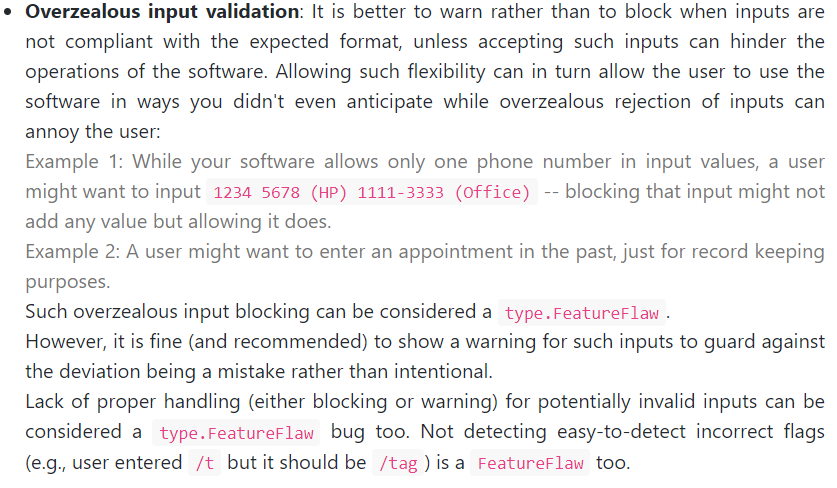 • Overzealous input validation: It is better to warn rather than to block when inputs are
not compliant with the expected format, unless accepting such inputs can hinder the
operations of the software. Allowing such flexibility can in turn allow the user to use the
software in ways you didn't even anticipate while overzealous rejection of inputs can
annoy the user:
Example 1: While your software allows only one phone number in input values, a user
might want to input 1234 5678 (HP) 1111-3333 (Office) -- blocking that input might not
add any value but allowing it does.
Example 2: A user might want to enter an appointment in the past, just for record keeping
purposes.
Such overzealous input blocking can be considered a type.FeatureFlaw.
However, it is fine (and recommended) to show a warning for such inputs to guard against
the deviation being a mistake rather than intentional.
Lack of proper handling (either blocking or warning) for potentially invalid inputs can be
considered a type.FeatureFlaw bug too. Not detecting easy-to-detect incorrect flags
(e.g., user entered /t but it should be /tag) is a FeatureFlaw too.